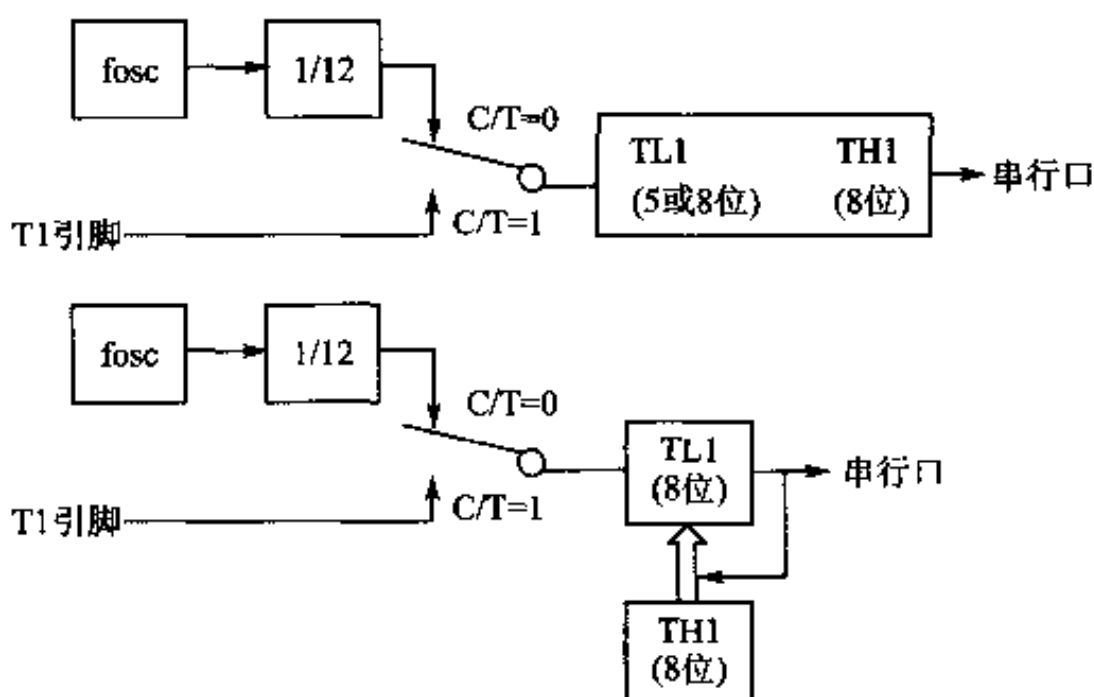 fosc
1/12
C/T=0
TL1 TH1
(5或8位) (8位)
串行口
T1引脚
C/T=1
fosc
1/12
C/T=0
TL1
(8位)
串行口
T1引脚
C/T=1
TH1
(8位)